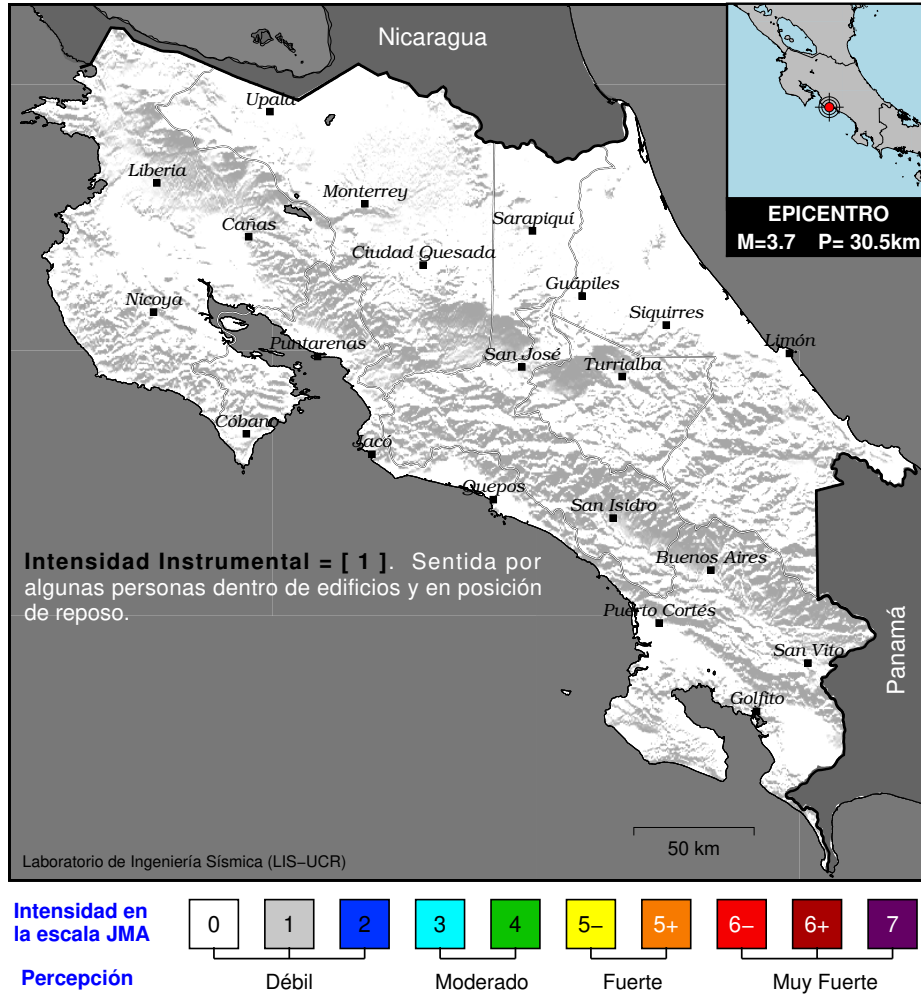 Nicaragua
EPICENTRO
M=3.7 P= 30.5km
Upala
Liberia
Monterrey
Cañas
Sarapiquí
Ciudad Quesada
Guápiles
Nicoya
Siquirres
Puntarenas
San José
Limón
Turrialba
Cóbano
Jacó
Quepos
San Isidro
Intensidad Instrumental = [ 1 ]. Sentida por
algunas personas dentro de edificios y en posición
de reposo.
Buenos Aires
Puerto Cortés
San Vito
Panamá
Golfito
50 km
Laboratorio de Ingeniería Sísmica (LIS−UCR)
Intensidad en
la escala JMA
0 1 2 3 4 5− 5+ 6− 6+ 7
Percepción
Débil Moderado Fuerte Muy Fuerte